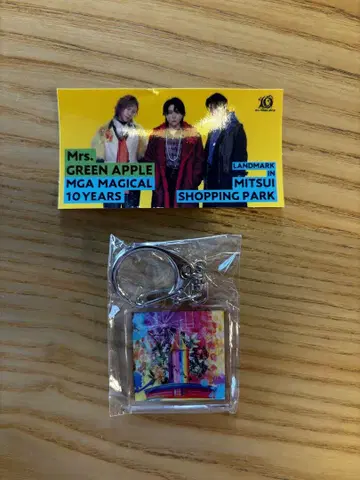 Mrs.
GREEN APPLE
MGA MAGICAL
10 YEARS
LANDMARK
IN
MITSUI
SHOPPING PARK
10